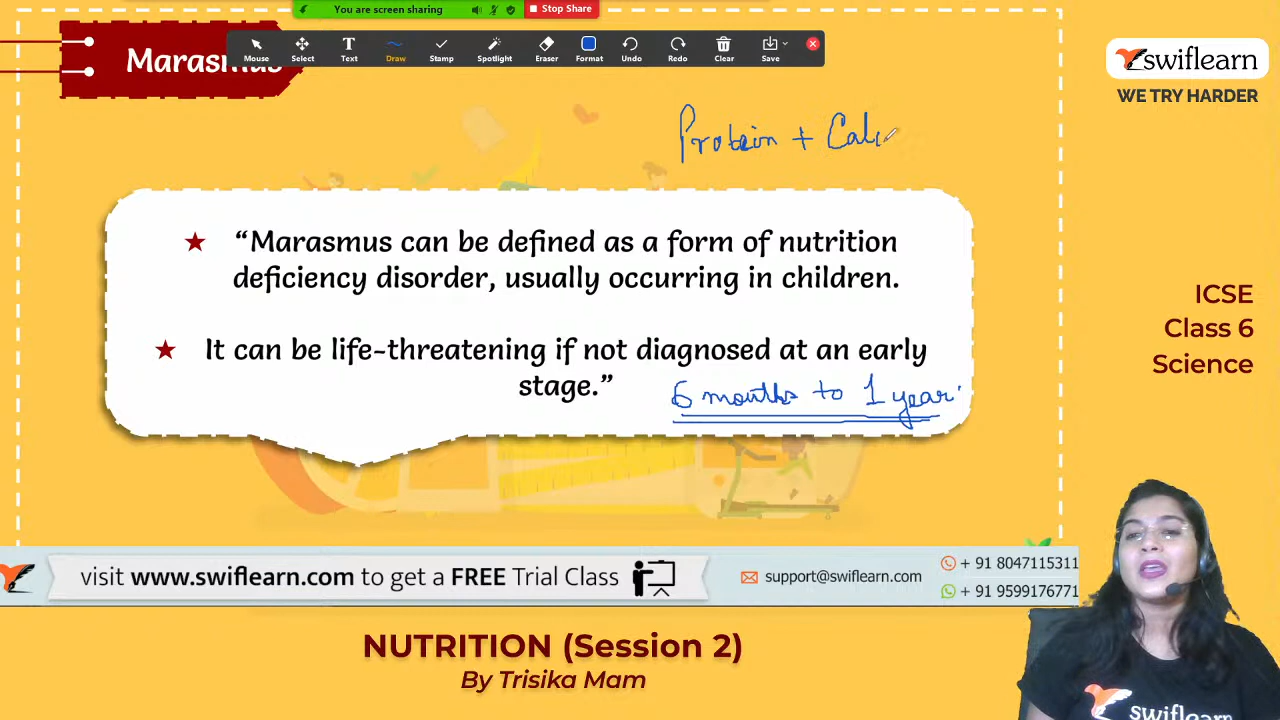 You are screen sharing
Stop Share
Marasmus
Mouse Select Text Draw Stamp Spotlight Eraser Format Undo Redo Clear Save
swiflearn
WE TRY HARDER
Protein + Cal
★ “Marasmus can be defined as a form of nutrition
deficiency disorder, usually occurring in children.
★ It can be life-threatening if not diagnosed at an early
stage.”
6 months to 1 year.
ICSE
Class 6
Science
visit www.swiflearn.com to get a FREE Trial Class
support@swiflearn.com
+ 91 8047115311
+ 91 9599176771
NUTRITION (Session 2)
By Trisika Mam
swiflearn